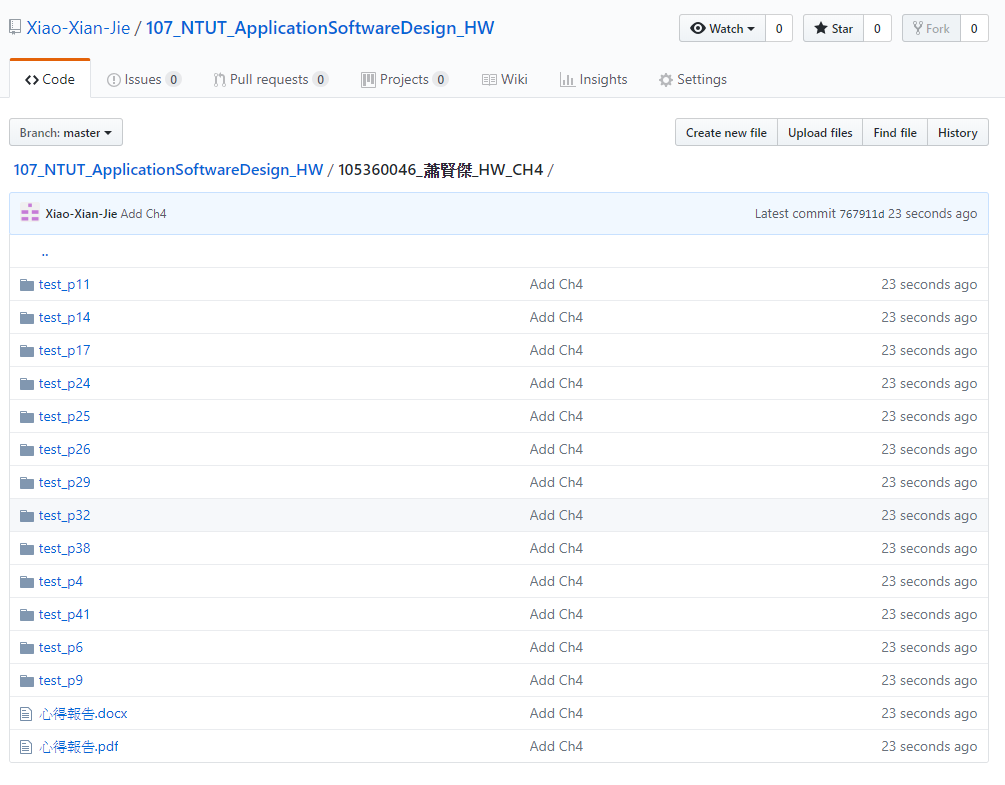 Xiao-Xian-Jie / 107_NTUT_ApplicationSoftwareDesign_HW Watch 0 Star 0 Fork 0
Code Issues 0 Pull requests 0 Projects 0 Wiki Insights Settings
Branch: master Create new file Upload files Find file History
107_NTUT_ApplicationSoftwareDesign_HW / 105360046_蕭賢傑_HW_CH4 /
Xiao-Xian-Jie Add Ch4 Latest commit 767911d 23 seconds ago
..
test_p11 Add Ch4 23 seconds ago
test_p14 Add Ch4 23 seconds ago
test_p17 Add Ch4 23 seconds ago
test_p24 Add Ch4 23 seconds ago
test_p25 Add Ch4 23 seconds ago
test_p26 Add Ch4 23 seconds ago
test_p29 Add Ch4 23 seconds ago
test_p32 Add Ch4 23 seconds ago
test_p38 Add Ch4 23 seconds ago
test_p4 Add Ch4 23 seconds ago
test_p41 Add Ch4 23 seconds ago
test_p6 Add Ch4 23 seconds ago
test_p9 Add Ch4 23 seconds ago
心得報告.docx Add Ch4 23 seconds ago
心得報告.pdf Add Ch4 23 seconds ago